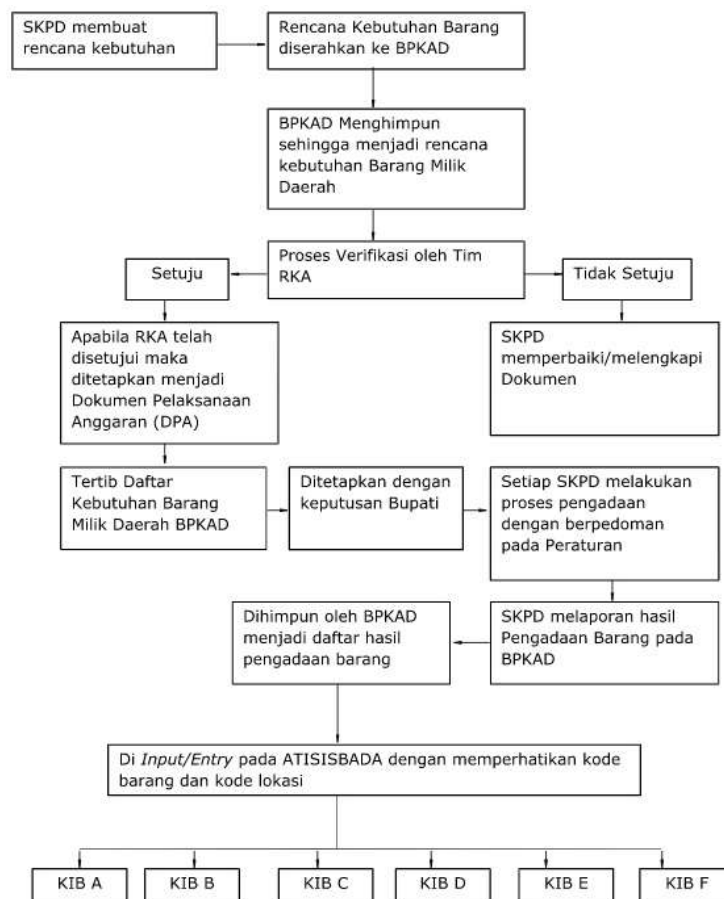 SKPD membuat
rencana kebutuhan
Rencana Kebutuhan Barang
diserahkan ke BPKAD
BPKAD Menghimpun
sehingga menjadi rencana
kebutuhan Barang Milik
Daerah
Proses Verifikasi oleh Tim
RKA
Setuju
Tidak Setuju
Apabila RKA telah
disetujui maka
ditetapkan menjadi
Dokumen Pelaksanaan
Anggaran (DPA)
SKPD
memperbaiki/melengkapi
Dokumen
Tertib Daftar
Kebutuhan Barang
Milik Daerah BPKAD
Ditetapkan dengan
keputusan Bupati
Setiap SKPD melakukan
proses pengadaan
dengan berpedoman
pada Peraturan
Dihimpun oleh BPKAD
menjadi daftar hasil
pengadaan barang
SKPD melaporan hasil
Pengadaan Barang pada
BPKAD
Di Input/Entry pada ATISISBADA dengan memperhatikan kode
barang dan kode lokasi
KIB A
KIB B
KIB C
KIB D
KIB E
KIB F